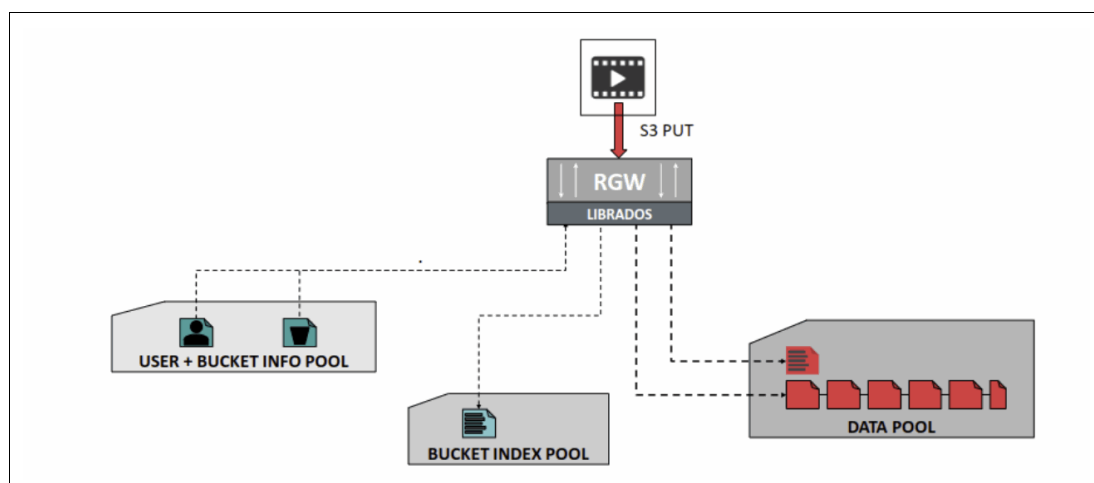 S3 PUT
RGW
LIBRADOS
USER + BUCKET INFO POOL
BUCKET INDEX POOL
DATA POOL